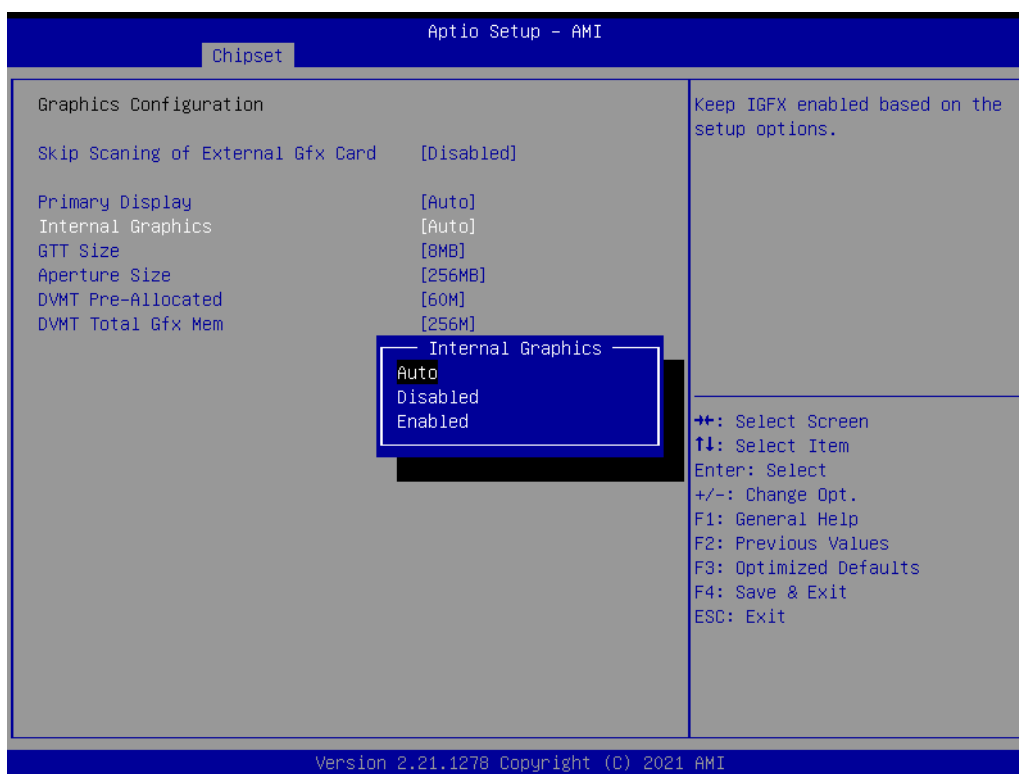 Aptio Setup – AMI
Chipset
Graphics Configuration
Skip Scaning of External Gfx Card [Disabled]
Primary Display [Auto]
Internal Graphics [Auto]
GTT Size [8MB]
Aperture Size [256MB]
DVMT Pre-Allocated [60M]
DVMT Total Gfx Mem [256M]
Internal Graphics
Auto
Disabled
Enabled
Keep IGFX enabled based on the
setup options.
→←: Select Screen
↑↓: Select Item
Enter: Select
+/-: Change Opt.
F1: General Help
F2: Previous Values
F3: Optimized Defaults
F4: Save & Exit
ESC: Exit
Version 2.21.1278 Copyright (C) 2021 AMI